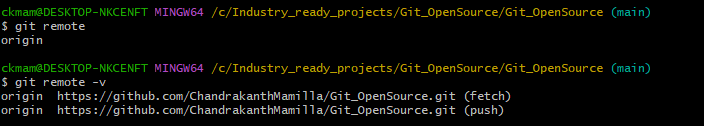 ckmam@DESKTOP-NKCENFT MINGW64 /c/Industry_ready_projects/Git_OpenSource/Git_OpenSource (main)
$ git remote
origin
ckmam@DESKTOP-NKCENFT MINGW64 /c/Industry_ready_projects/Git_OpenSource/Git_OpenSource (main)
$ git remote -v
origin  https://github.com/ChandrakanthMamilla/Git_OpenSource.git (fetch)
origin  https://github.com/ChandrakanthMamilla/Git_OpenSource.git (push)